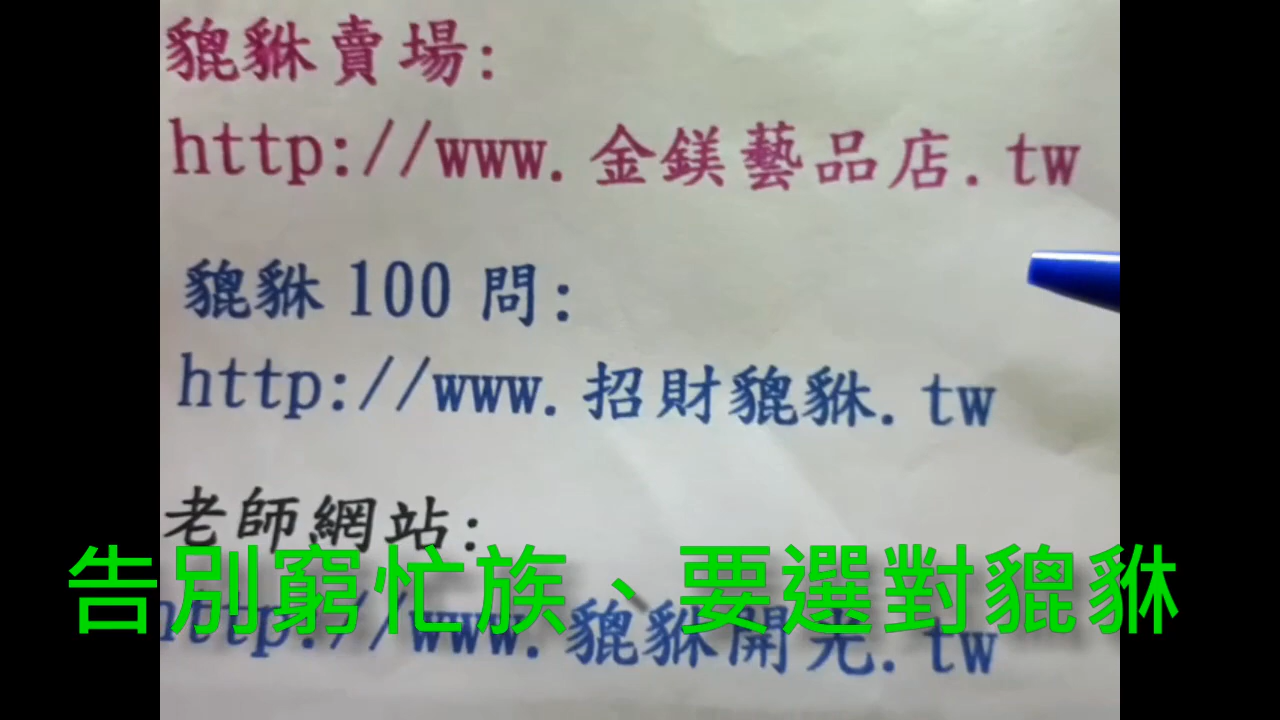 貔貅賣場:
http://www.金鎂藝品店.tw
貔貅100問:
http://www.招財貔貅.tw
老師網站:
告別窮忙族、要選對貔貅
http://www.貔貅開光.tw